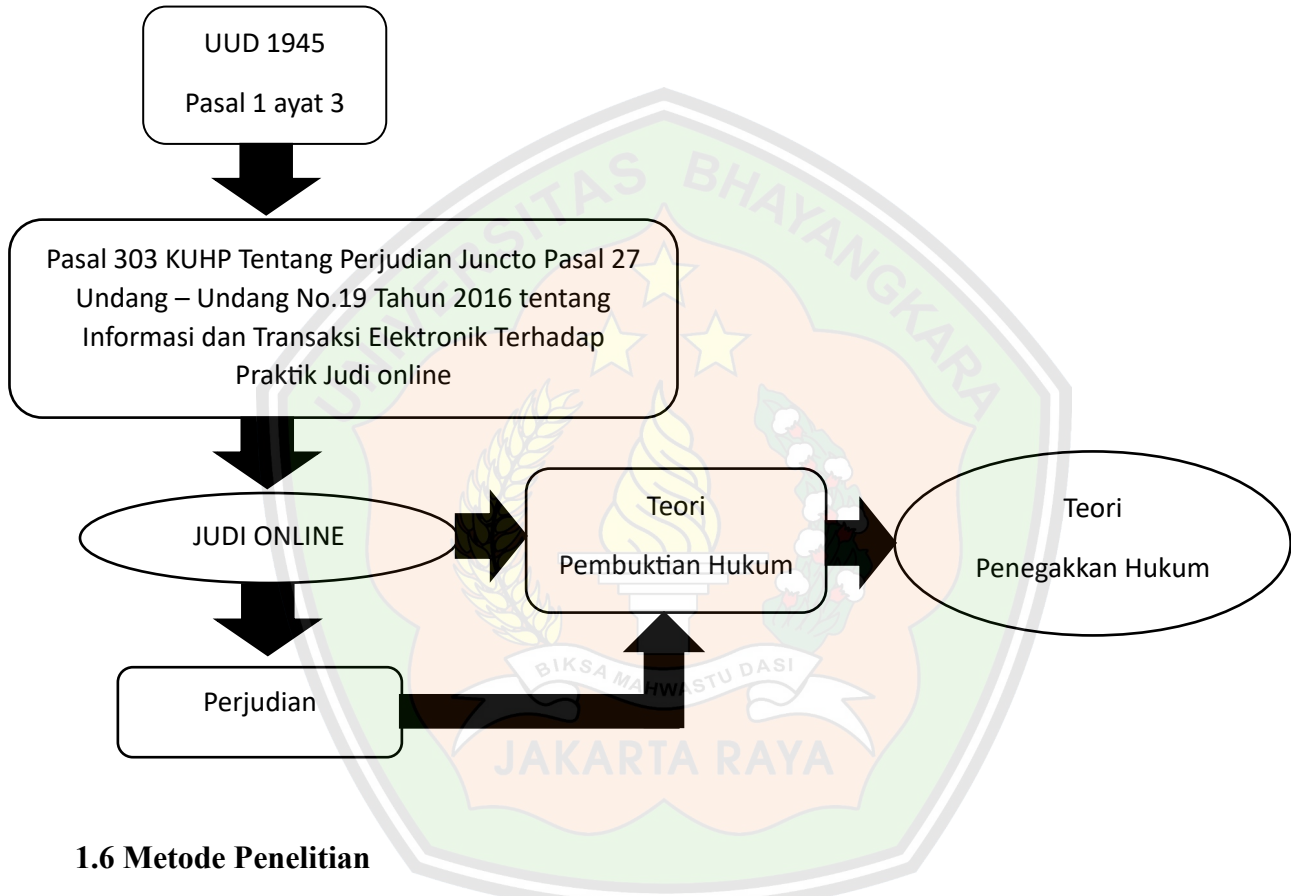 UUD 1945
Pasal 1 ayat 3
Pasal 303 KUHP Tentang Perjudian Juncto Pasal 27
Undang – Undang No.19 Tahun 2016 tentang
Informasi dan Transaksi Elektronik Terhadap
Praktik Judi online
JUDI ONLINE
Teori
Pembuktian Hukum
Teori
Penegakkan Hukum
Perjudian
UNIVERSITAS BHAYANGKARA
BIKSA MAHWASTU DASI
JAKARTA RAYA
1.6 Metode Penelitian